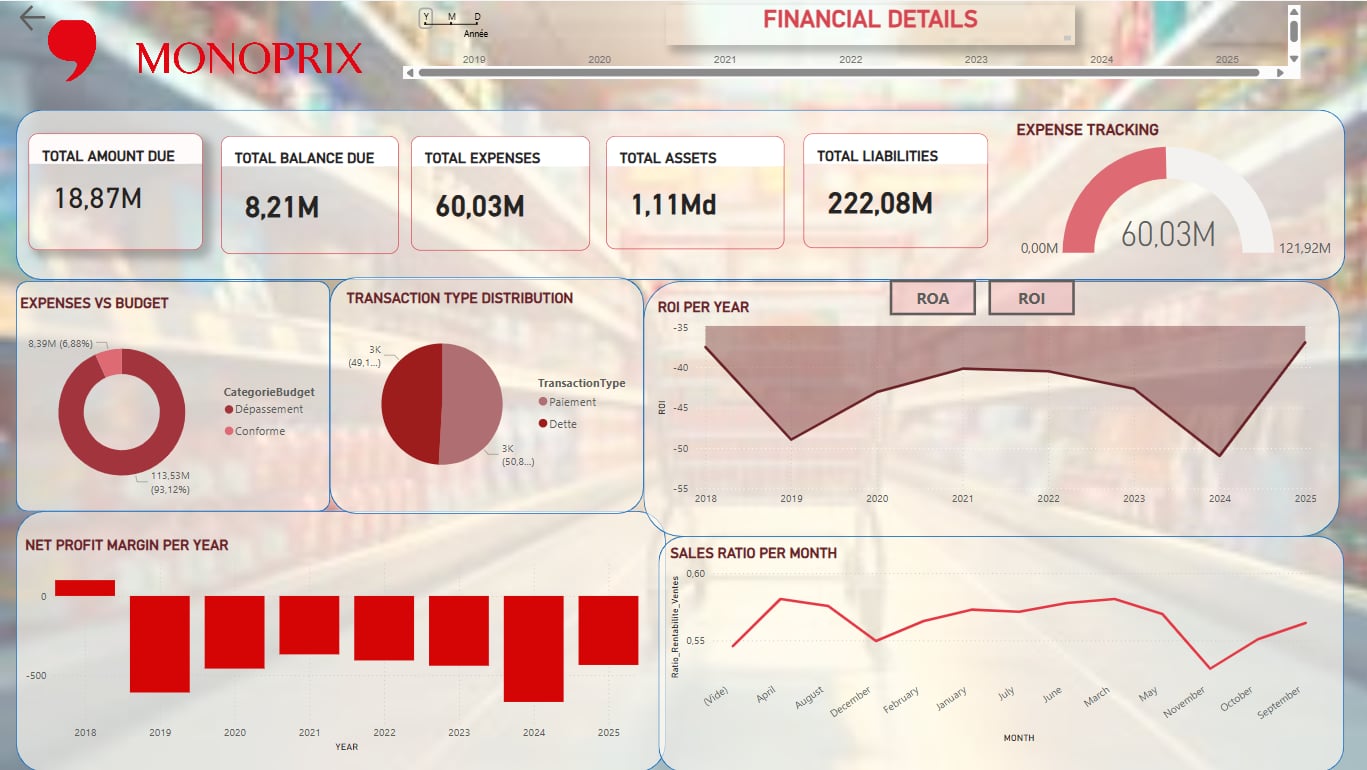 MONOPRIX
Y M D
Année
FINANCIAL DETAILS
2019 2020 2021 2022 2023 2024 2025
TOTAL AMOUNT DUE
18,87M
TOTAL BALANCE DUE
8,21M
TOTAL EXPENSES
60,03M
TOTAL ASSETS
1,11Md
TOTAL LIABILITIES
222,08M
EXPENSE TRACKING
60,03M
0,00M
121,92M
EXPENSES VS BUDGET
8,39M (6,88%)
CategorieBudget
Dépassement
Conforme
113,53M
(93,12%)
TRANSACTION TYPE DISTRIBUTION
3K
(49,1...)
TransactionType
Paiement
Dette
3K
(50,8...)
ROI PER YEAR
ROA
ROI
-35
-40
-45
-50
-55
ROI
2018 2019 2020 2021 2022 2023 2024 2025
NET PROFIT MARGIN PER YEAR
0
-500
2018 2019 2020 2021 2022 2023 2024 2025
YEAR
SALES RATIO PER MONTH
0,60
0,55
Ratio_Rentabilite_Ventes
(Vide) April August December February January July June March May November October September
MONTH